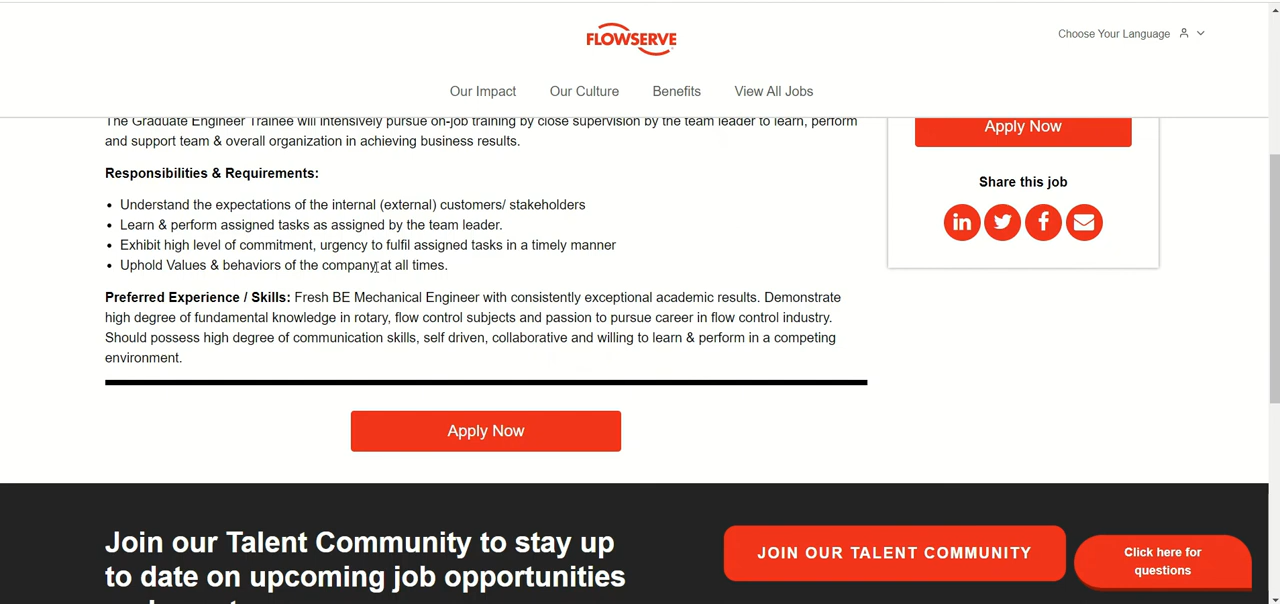 FLOWSERVE
Choose Your Language
Our Impact Our Culture Benefits View All Jobs
The Graduate Engineer Trainee will intensively pursue on-job training by close supervision by the team leader to learn, perform
and support team & overall organization in achieving business results.
Apply Now
Share this job
Responsibilities & Requirements:
• Understand the expectations of the internal (external) customers/ stakeholders
• Learn & perform assigned tasks as assigned by the team leader.
• Exhibit high level of commitment, urgency to fulfil assigned tasks in a timely manner
• Uphold Values & behaviors of the company at all times.
Preferred Experience / Skills: Fresh BE Mechanical Engineer with consistently exceptional academic results. Demonstrate
high degree of fundamental knowledge in rotary, flow control subjects and passion to pursue career in flow control industry.
Should possess high degree of communication skills, self driven, collaborative and willing to learn & perform in a competing
environment.
Apply Now
Join our Talent Community to stay up
to date on upcoming job opportunities
JOIN OUR TALENT COMMUNITY
Click here for
questions